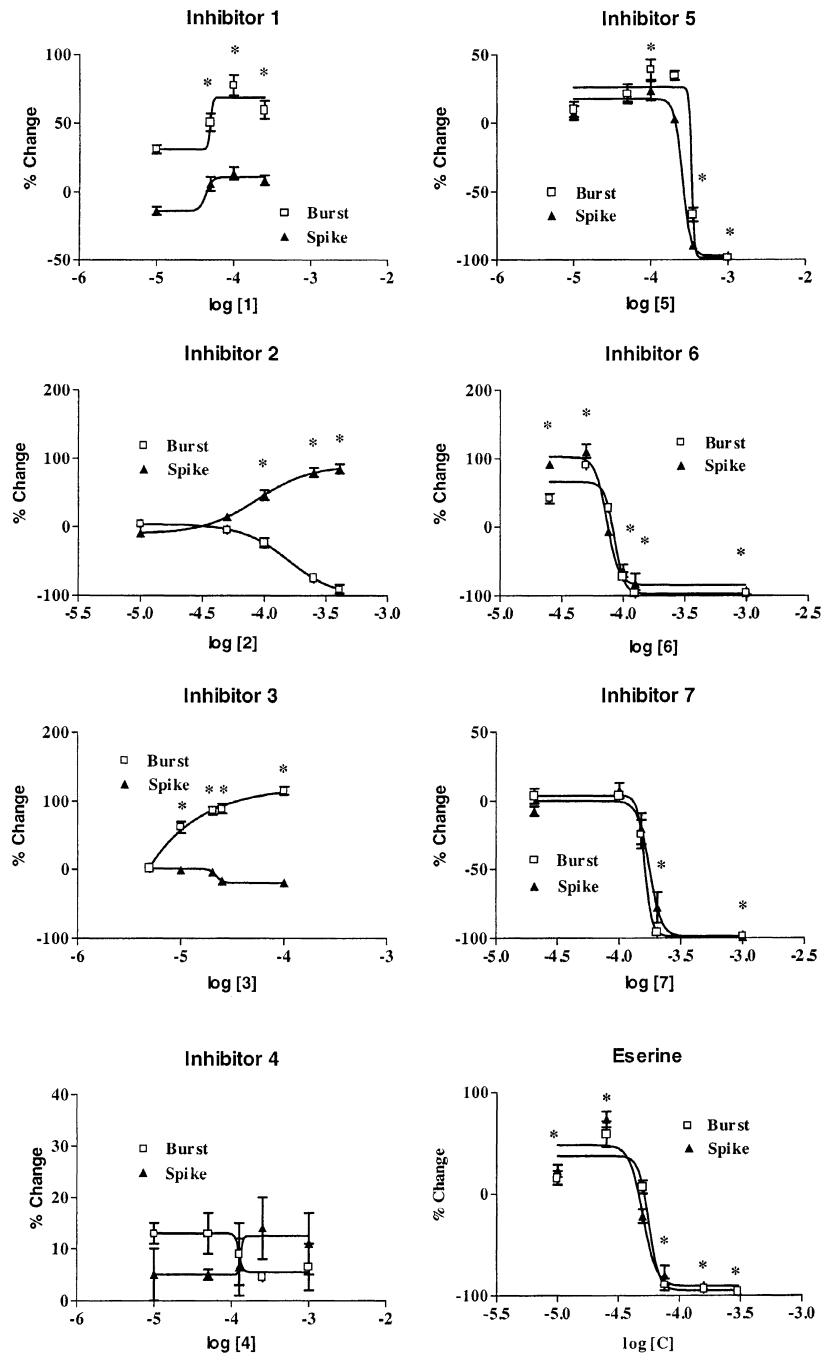 Inhibitor 1
100
50
0
-50
% Change
*
*
*
Burst
Spike
-6
-5
-4
-3
-2
log [1]
Inhibitor 5
50
0
-50
-100
% Change
*
*
*
Burst
Spike
-6
-5
-4
-3
-2
log [5]
Inhibitor 2
200
100
0
-100
% Change
Burst
Spike
*
*
*
-5.5
-5.0
-4.5
-4.0
-3.5
-3.0
log [2]
Inhibitor 6
200
100
0
-100
% Change
*
*
Burst
Spike
*
*
*
-5.0
-4.5
-4.0
-3.5
-3.0
-2.5
log [6]
Inhibitor 3
200
100
0
-100
% Change
Burst
Spike
*
*
*
*
-6
-5
-4
-3
log [3]
Inhibitor 7
50
0
-50
-100
% Change
Burst
Spike
*
*
-5.0
-4.5
-4.0
-3.5
-3.0
-2.5
log [7]
Inhibitor 4
40
30
20
10
0
% Change
Burst
Spike
-6
-5
-4
-3
-2
log [4]
Eserine
100
0
-100
% Change
*
*
Burst
Spike
*
*
*
-5.5
-5.0
-4.5
-4.0
-3.5
-3.0
log [C]